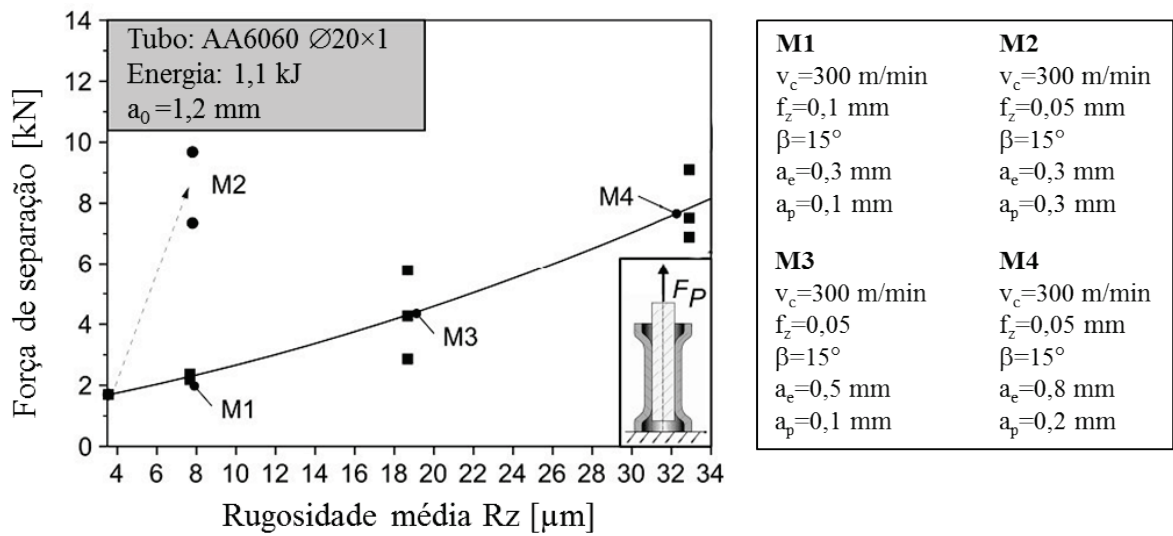 Tubo: AA6060 ∅20×1
Energia: 1,1 kJ
a₀=1,2 mm
Força de separação [kN]
14
12
10
8
6
4
2
0
M2
M4
M3
M1
F_P
4 6 8 10 12 14 16 18 20 22 24 26 28 30 32 34
Rugosidade média Rz [µm]
M1
v_c=300 m/min
f_z=0,1 mm
β=15°
a_e=0,3 mm
a_p=0,1 mm
M2
v_c=300 m/min
f_z=0,05 mm
β=15°
a_e=0,3 mm
a_p=0,3 mm
M3
v_c=300 m/min
f_z=0,05
β=15°
a_e=0,5 mm
a_p=0,1 mm
M4
v_c=300 m/min
f_z=0,05 mm
β=15°
a_e=0,8 mm
a_p=0,2 mm